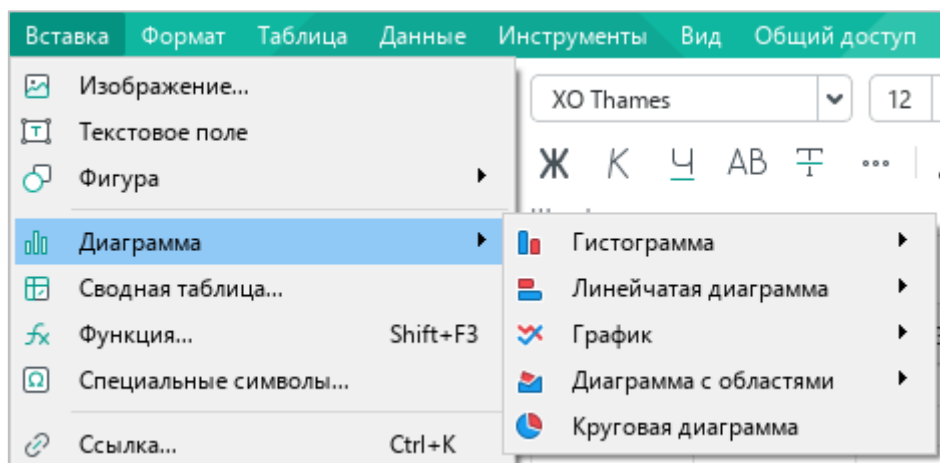 Вставка Формат Таблица Данные Инструменты Вид Общий доступ
Изображение...
Текстовое поле
Фигура
Диаграмма
Сводная таблица...
Функция... Shift+F3
Специальные символы...
Ссылка... Ctrl+K
XO Thames 12
Ж К Ч АВ Т ...
Гистограмма
Линейчатая диаграмма
График
Диаграмма с областями
Круговая диаграмма